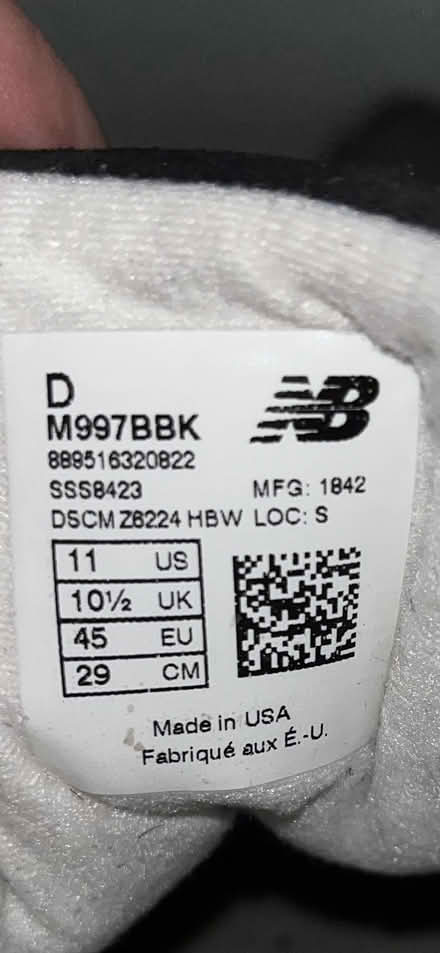 D
M997BBK
NB
889516320822
SSS8423 MFG: 1842
DSCM Z6224 HBW LOC: S
11 US
10½ UK
45 EU
29 CM
Made in USA
Fabriqué aux É.-U.